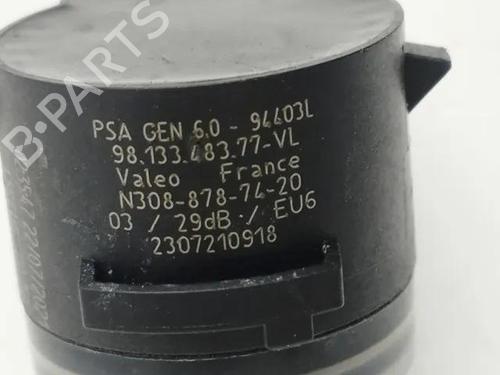 B-PARTS
PSA GEN 6.0 - 94403L
98.133.483.77-VL
Valeo France
N308-878-74-20
03 / 29dB / EU6
2307210918